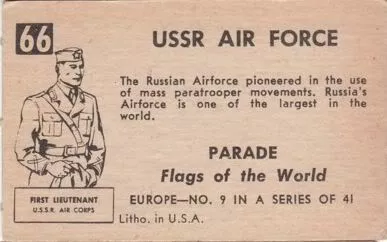 66
USSR AIR FORCE
The Russian Airforce pioneered in the use
of mass paratrooper movements. Russia's
Airforce is one of the largest in the
world.
PARADE
Flags of the World
FIRST LIEUTENANT
U.S.S.R. AIR CORPS
EUROPE—NO. 9 IN A SERIES OF 41
Litho. in U.S.A.